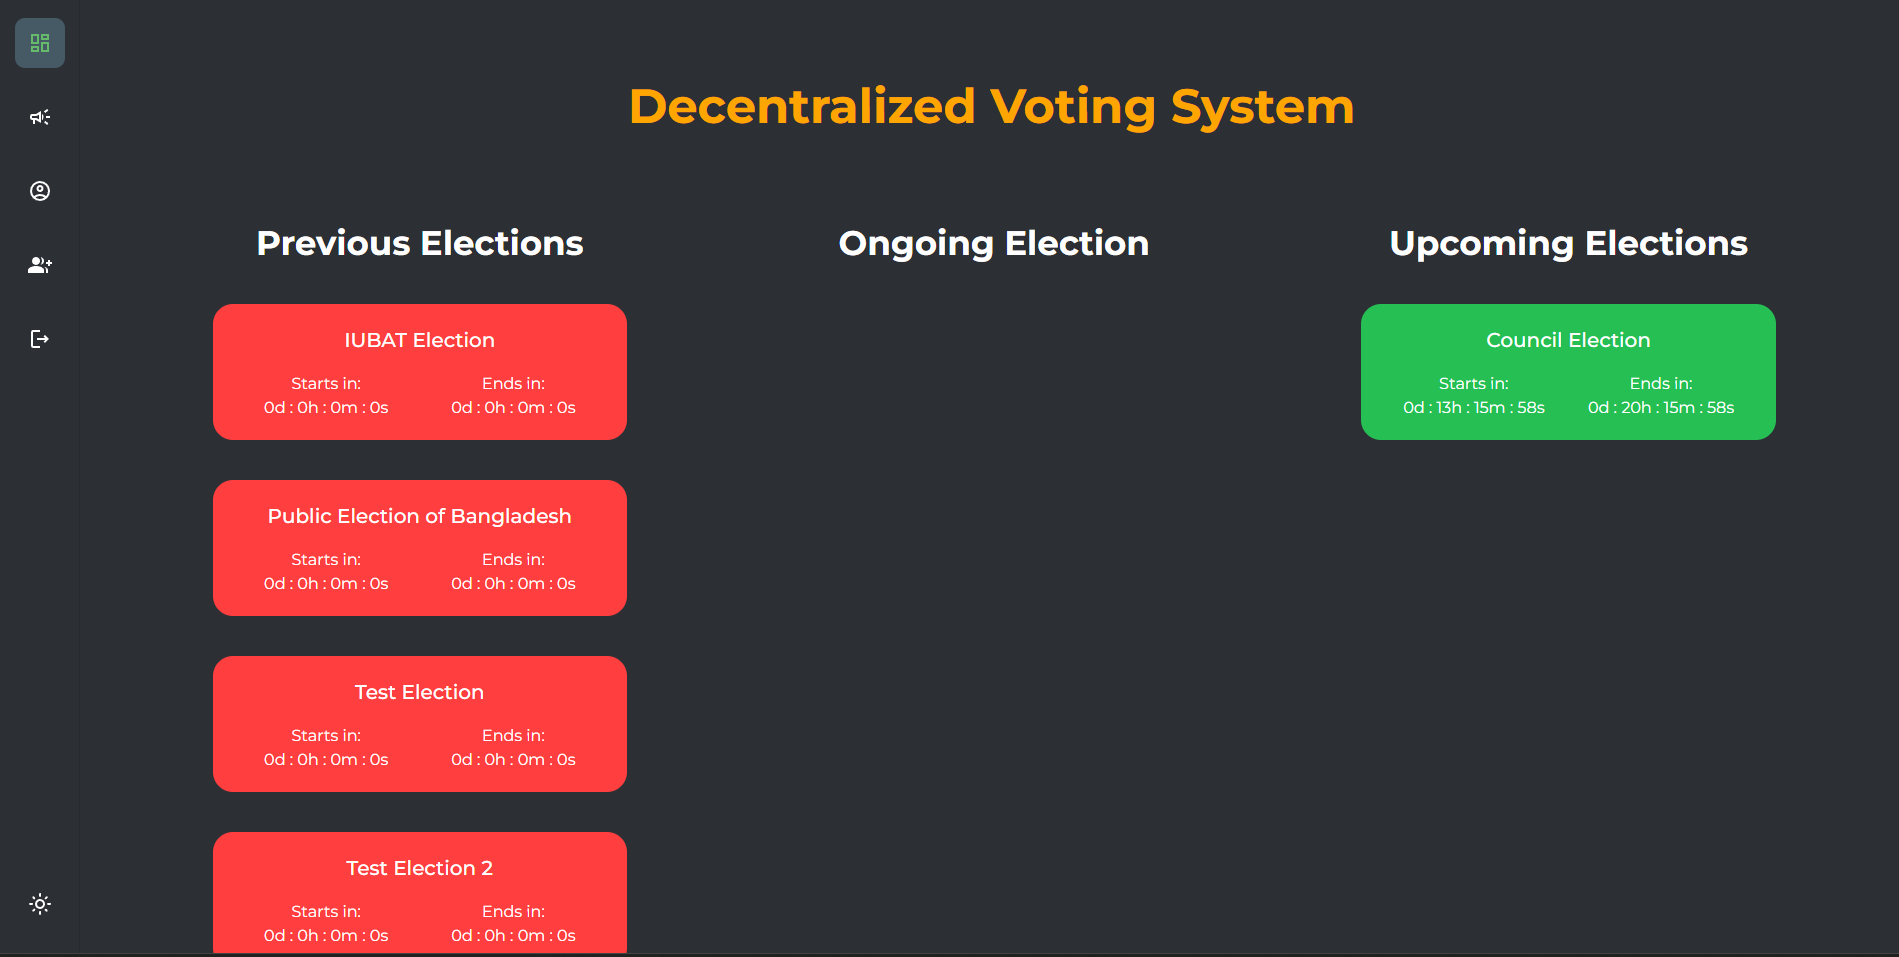 Decentralized Voting System
Previous Elections
IUBAT Election
Starts in: Ends in:
0d : 0h : 0m : 0s 0d : 0h : 0m : 0s
Public Election of Bangladesh
Starts in: Ends in:
0d : 0h : 0m : 0s 0d : 0h : 0m : 0s
Test Election
Starts in: Ends in:
0d : 0h : 0m : 0s 0d : 0h : 0m : 0s
Test Election 2
Starts in: Ends in:
0d : 0h : 0m : 0s 0d : 0h : 0m : 0s
Ongoing Election
Upcoming Elections
Council Election
Starts in: Ends in:
0d : 13h : 15m : 58s 0d : 20h : 15m : 58s